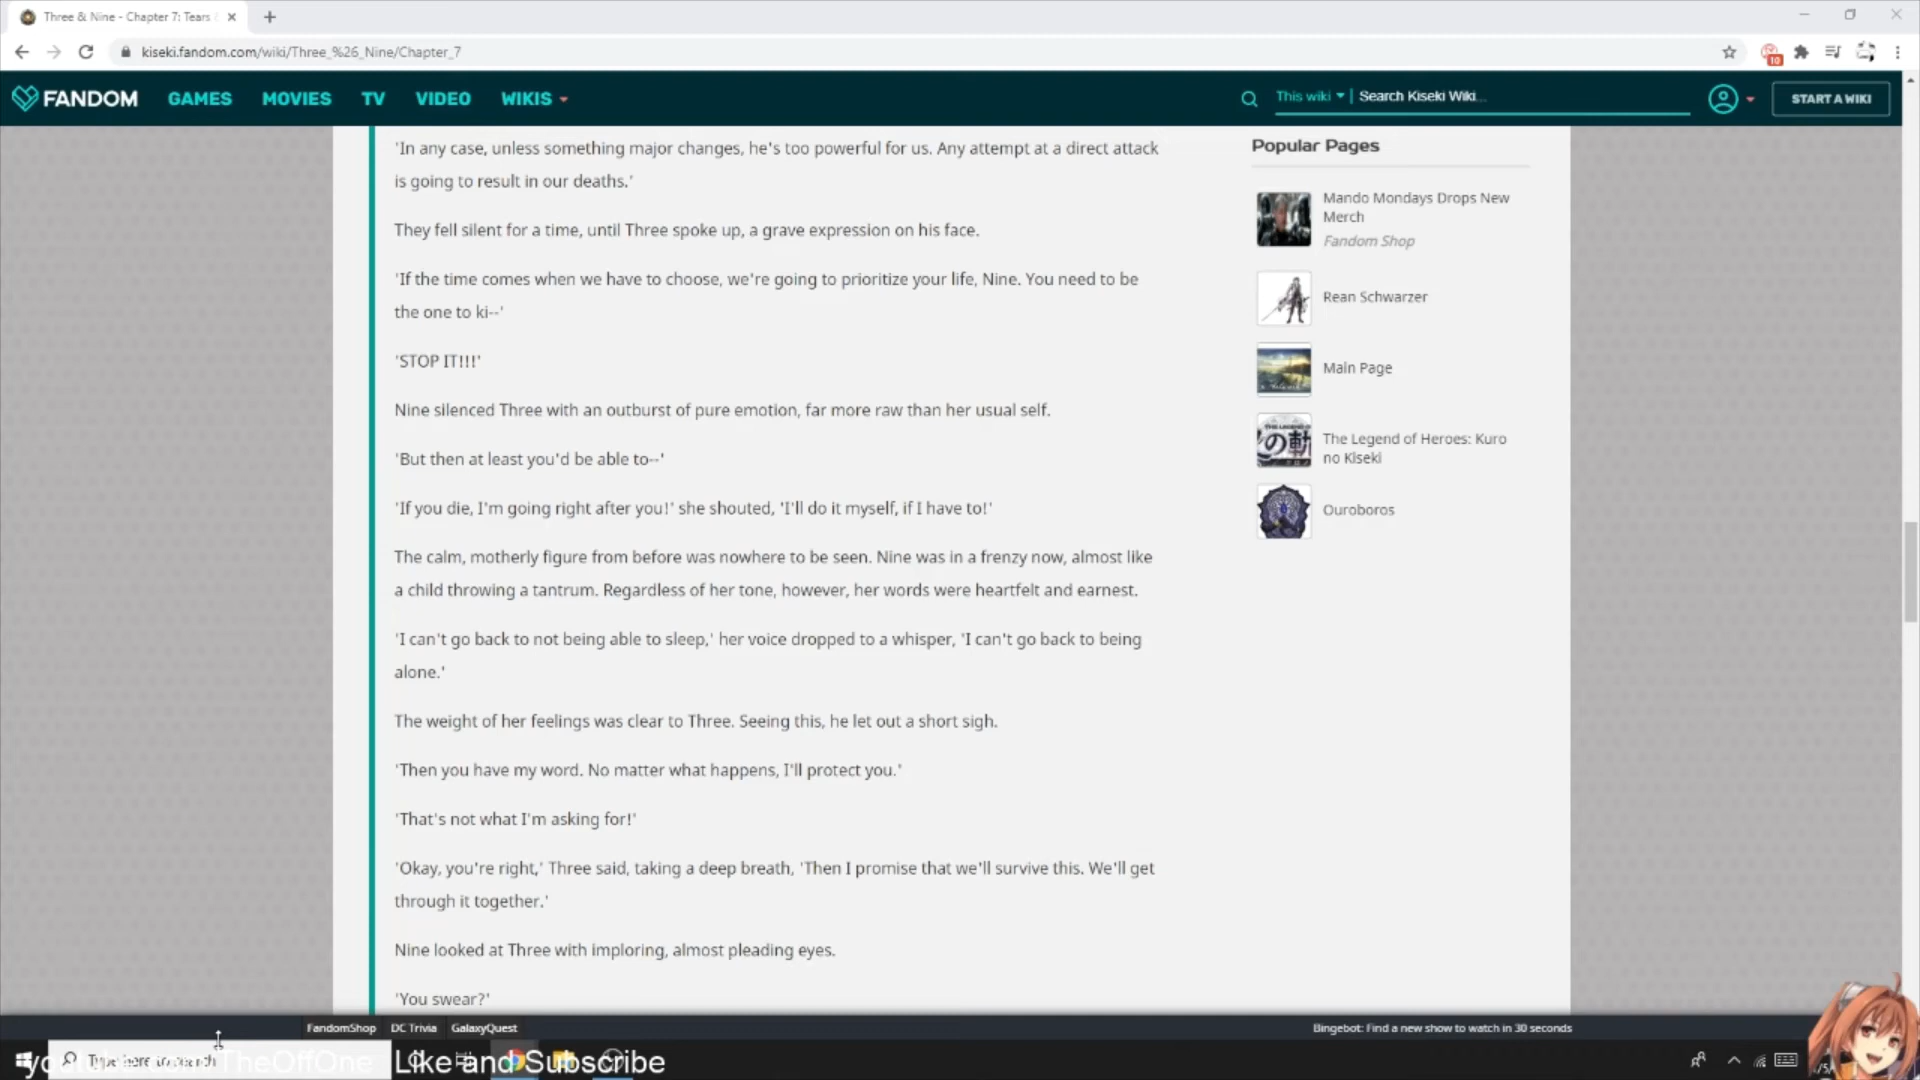 Three & Nine - Chapter 7: Tears
kiseki.fandom.com/wiki/Three_%26_Nine/Chapter_7
10
FANDOM GAMES MOVIES TV VIDEO WIKIS This wiki Search Kiseki Wiki... START A WIKI
'In any case, unless something major changes, he's too powerful for us. Any attempt at a direct attack
is going to result in our deaths.'
They fell silent for a time, until Three spoke up, a grave expression on his face.
'If the time comes when we have to choose, we're going to prioritize your life, Nine. You need to be
the one to ki--'
'STOP IT!!!'
Nine silenced Three with an outburst of pure emotion, far more raw than her usual self.
'But then at least you'd be able to--'
'If you die, I'm going right after you!' she shouted, 'I'll do it myself, if I have to!'
The calm, motherly figure from before was nowhere to be seen. Nine was in a frenzy now, almost like
a child throwing a tantrum. Regardless of her tone, however, her words were heartfelt and earnest.
'I can't go back to not being able to sleep,' her voice dropped to a whisper, 'I can't go back to being
alone.'
The weight of her feelings was clear to Three. Seeing this, he let out a short sigh.
'Then you have my word. No matter what happens, I'll protect you.'
'That's not what I'm asking for!'
'Okay, you're right,' Three said, taking a deep breath, 'Then I promise that we'll survive this. We'll get
through it together.'
Nine looked at Three with imploring, almost pleading eyes.
'You swear?'
Popular Pages
Mando Mondays Drops New
Merch
Fandom Shop
Rean Schwarzer
Main Page
The Legend of Heroes: Kuro
no Kiseki
Ouroboros
FandomShop DC Trivia GalaxyQuest Bingebot: Find a new show to watch in 30 seconds
Type here to search
youtube.com/TheOffOne Like and Subscribe